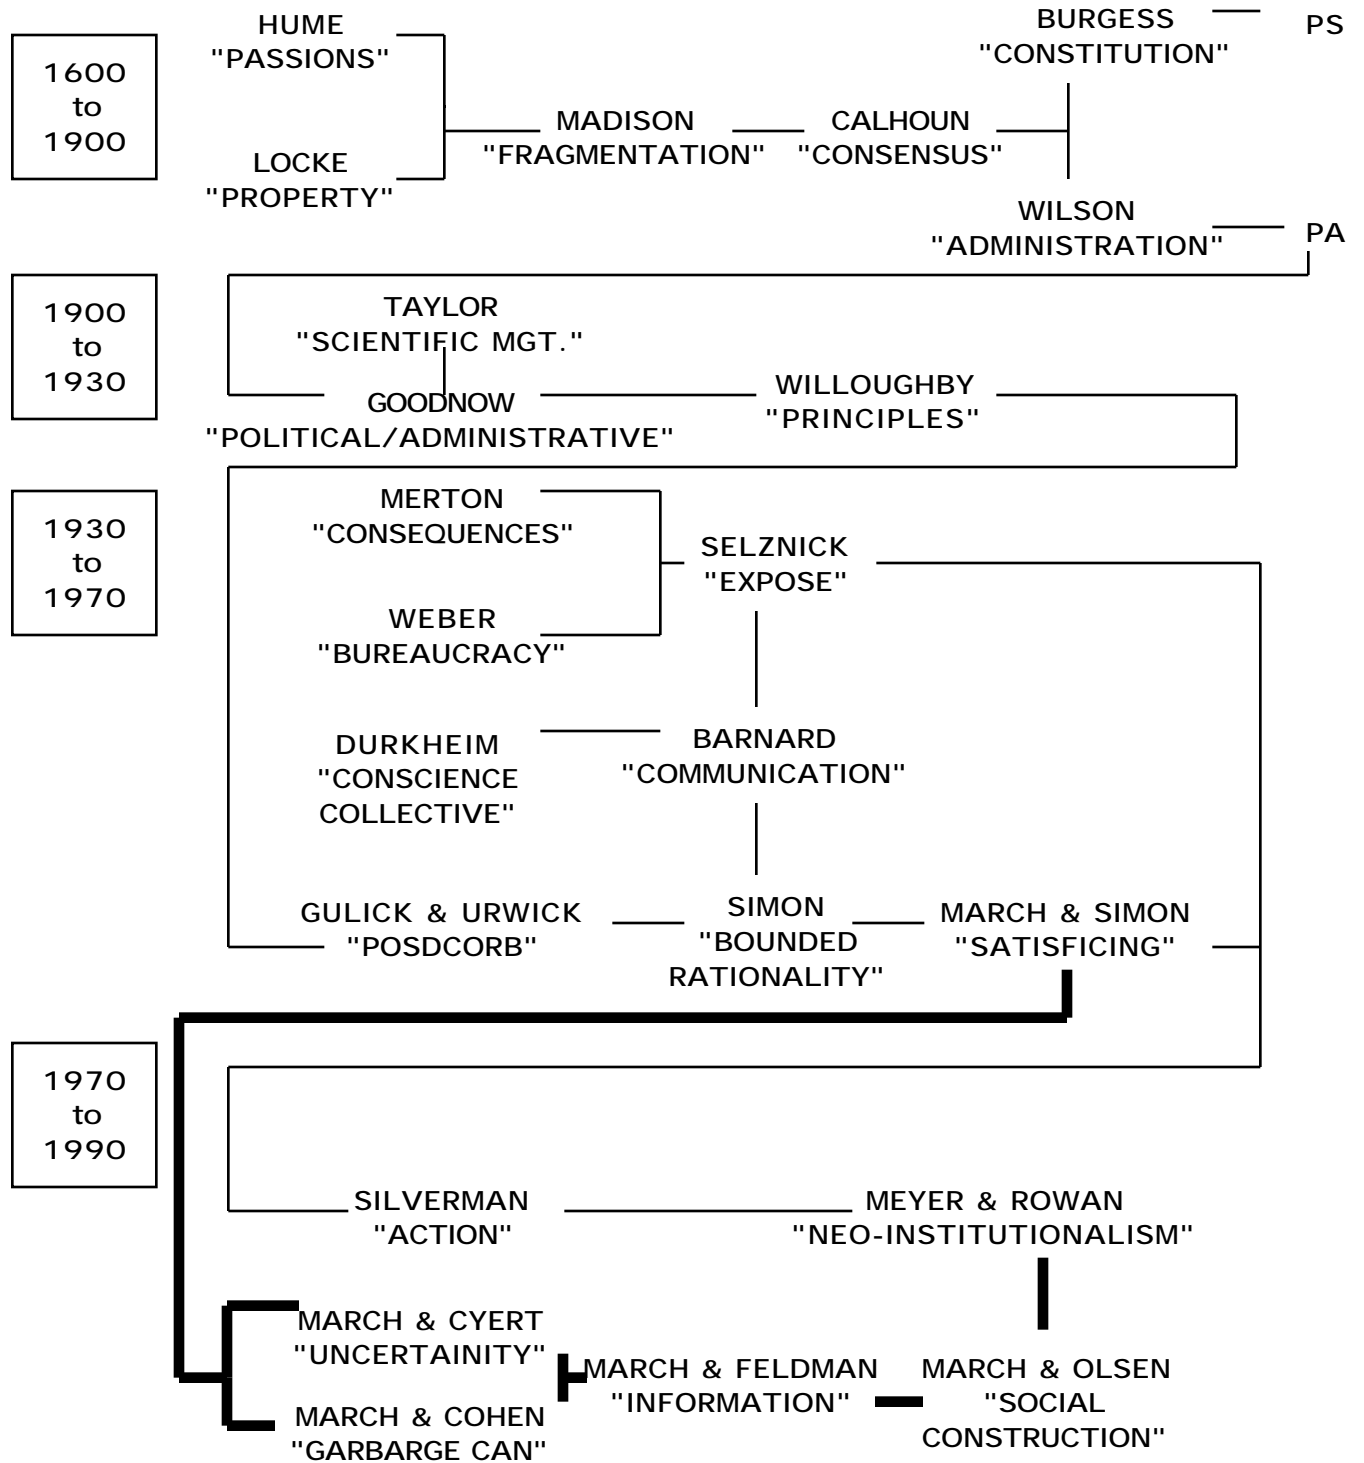 HUME
"PASSIONS"
BURGESS
"CONSTITUTION"
PS
1600
to
1900
MADISON
"FRAGMENTATION"
CALHOUN
"CONSENSUS"
LOCKE
"PROPERTY"
WILSON
"ADMINISTRATION"
PA
1900
to
1930
TAYLOR
"SCIENTIFIC MGT."
GOODNOW
"POLITICAL/ADMINISTRATIVE"
WILLOUGHBY
"PRINCIPLES"
1930
to
1970
MERTON
"CONSEQUENCES"
SELZNICK
"EXPOSE"
WEBER
"BUREAUCRACY"
DURKHEIM
"CONSCIENCE
COLLECTIVE"
BARNARD
"COMMUNICATION"
GULICK & URWICK
"POSDCORB"
SIMON
"BOUNDED
RATIONALITY"
MARCH & SIMON
"SATISFICING"
1970
to
1990
SILVERMAN
"ACTION"
MEYER & ROWAN
"NEO-INSTITUTIONALISM"
MARCH & CYERT
"UNCERTAINITY"
MARCH & COHEN
"GARBARGE CAN"
MARCH & FELDMAN
"INFORMATION"
MARCH & OLSEN
"SOCIAL
CONSTRUCTION"